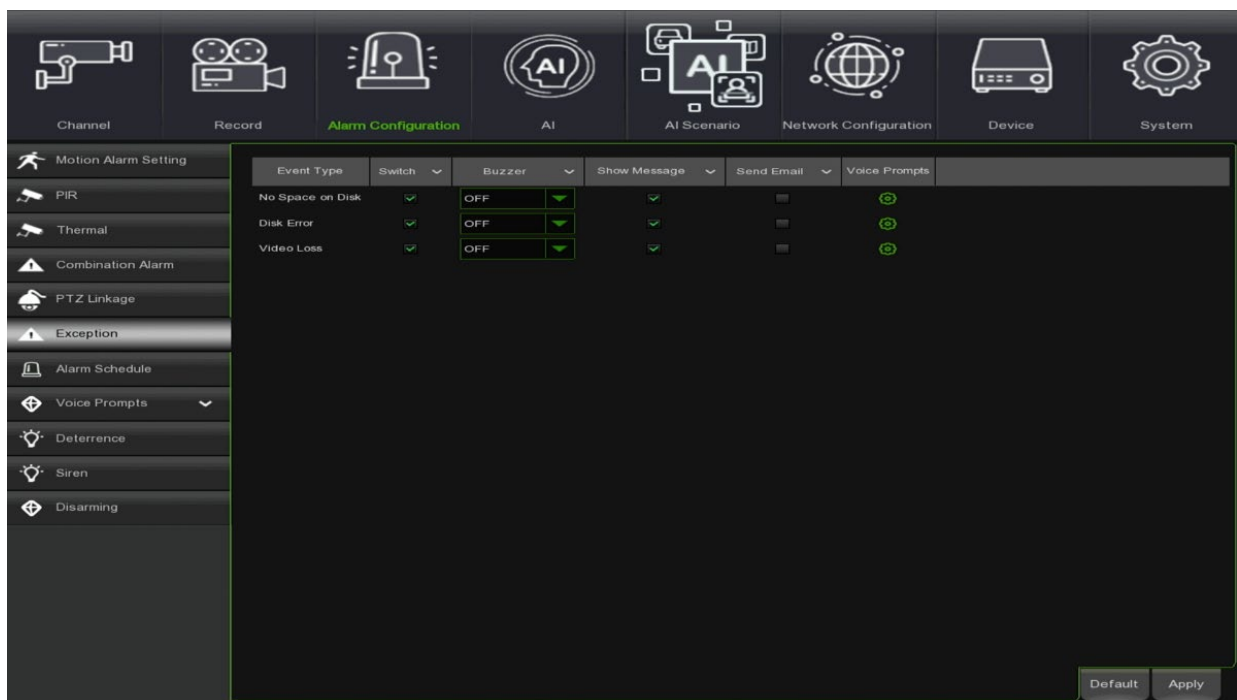 AI
AI
Channel Record Alarm Configuration AI AI Scenario Network Configuration Device System
Motion Alarm Setting
PIR
Thermal
Combination Alarm
PTZ Linkage
Exception
Alarm Schedule
Voice Prompts
Deterrence
Siren
Disarming
Event Type Switch Buzzer Show Message Send Email Voice Prompts
No Space on Disk OFF
Disk Error OFF
Video Loss OFF
Default Apply